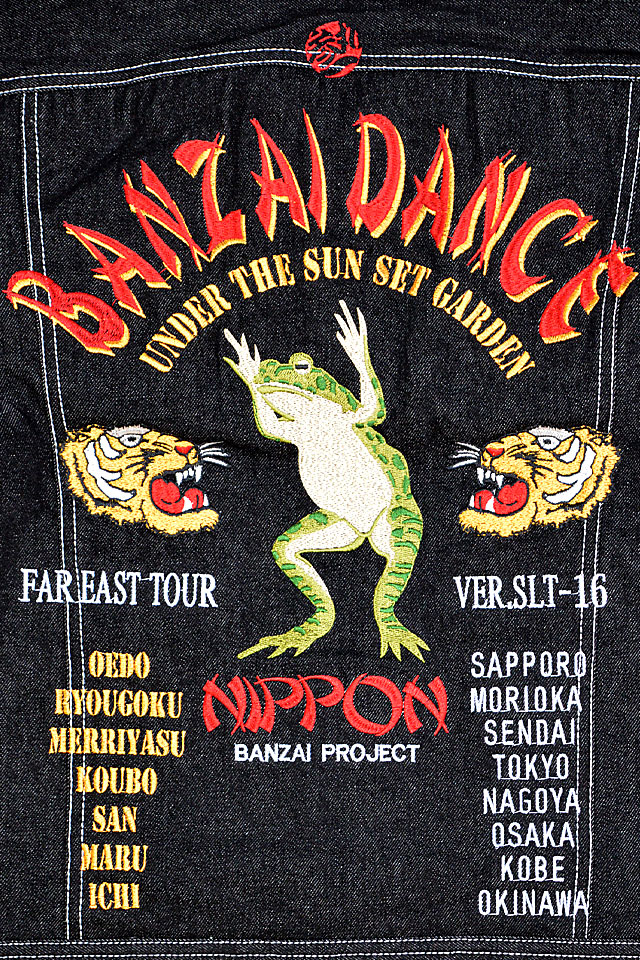 BANZAI DANCE
UNDER THE SUN SET GARDEN
FAR EAST TOUR
VER.SLT-16
OEDO
RYOUGOKU
MERRIYASU
KOUBO
SAN
MARU
ICHI
NIPPON
BANZAI PROJECT
SAPPORO
MORIOKA
SENDAI
TOKYO
NAGOYA
OSAKA
KOBE
OKINAWA